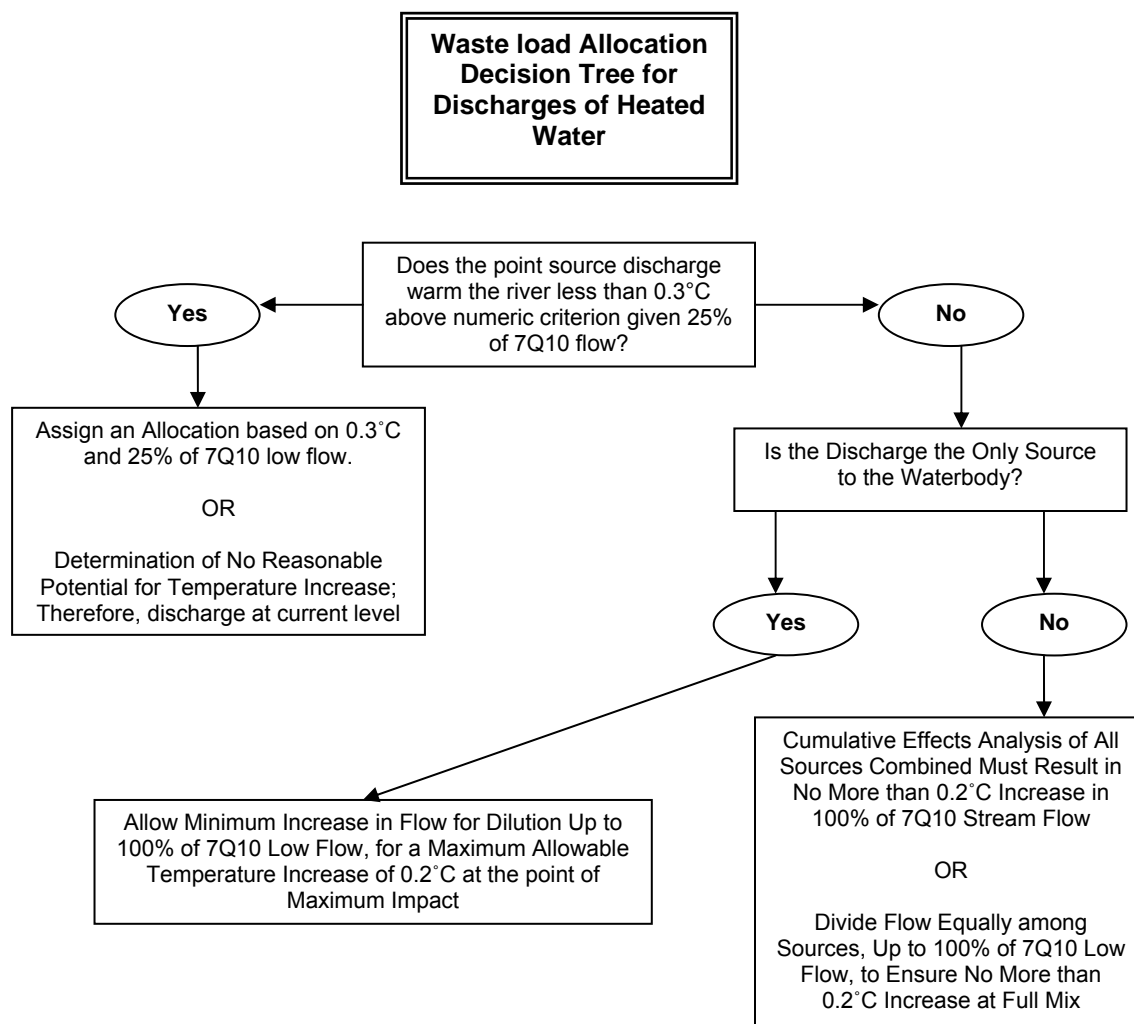 Waste load Allocation
Decision Tree for
Discharges of Heated
Water
Does the point source discharge
warm the river less than 0.3°C
above numeric criterion given 25%
of 7Q10 flow?
Yes
No
Assign an Allocation based on 0.3˚C
and 25% of 7Q10 low flow.
OR
Determination of No Reasonable
Potential for Temperature Increase;
Therefore, discharge at current level
Is the Discharge the Only Source
to the Waterbody?
Yes
No
Allow Minimum Increase in Flow for Dilution Up to
100% of 7Q10 Low Flow, for a Maximum Allowable
Temperature Increase of 0.2˚C at the point of
Maximum Impact
Cumulative Effects Analysis of All
Sources Combined Must Result in
No More than 0.2˚C Increase in
100% of 7Q10 Stream Flow
OR
Divide Flow Equally among
Sources, Up to 100% of 7Q10 Low
Flow, to Ensure No More than
0.2˚C Increase at Full Mix